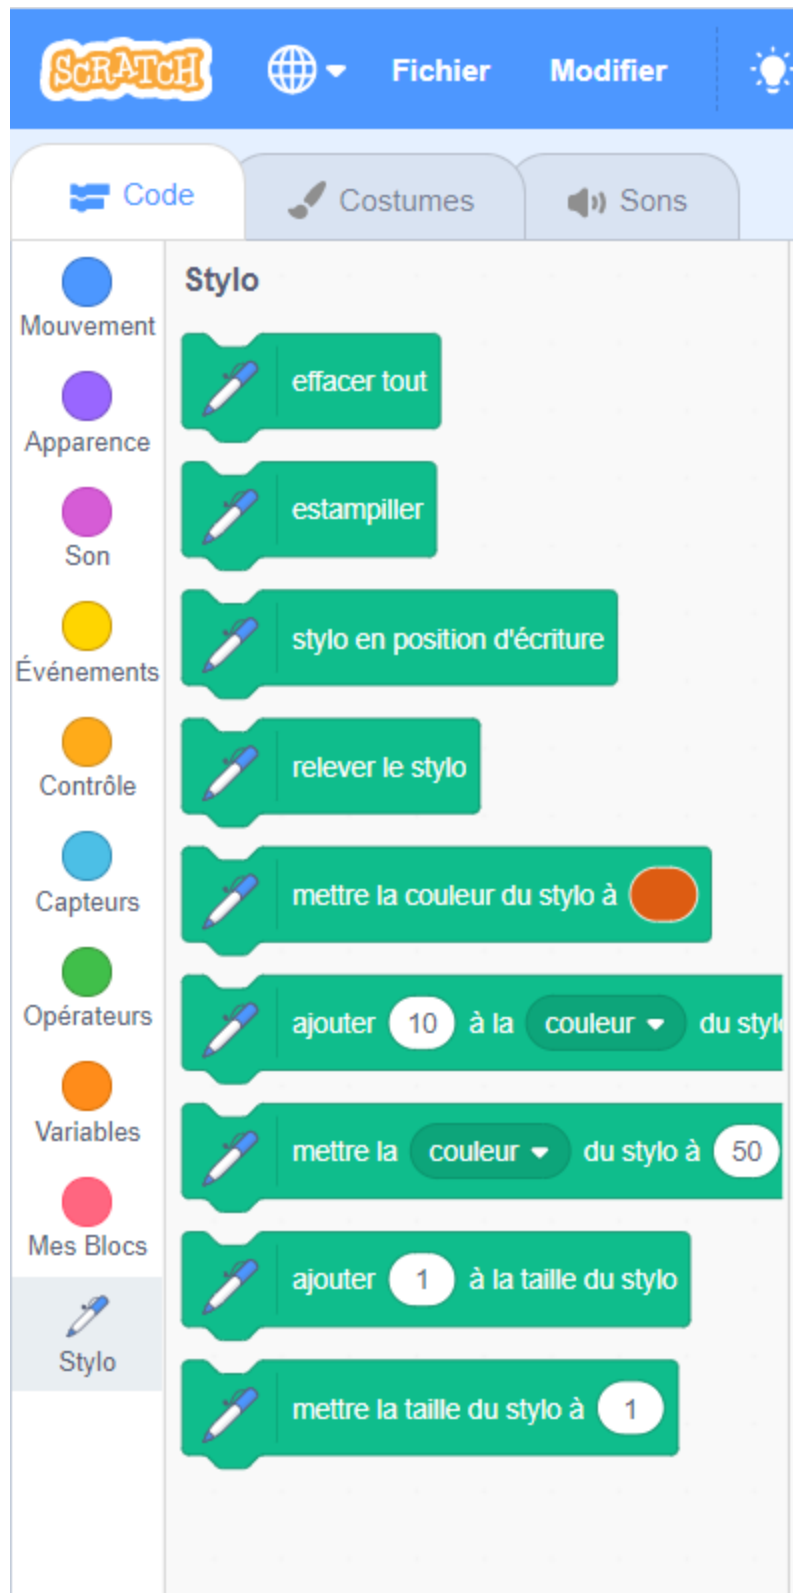 SCRATCH Fichier Modifier
Code Costumes Sons
Stylo
Mouvement
Apparence
Son
Événements
Contrôle
Capteurs
Opérateurs
Variables
Mes Blocs
Stylo
effacer tout
estampiller
stylo en position d'écriture
relever le stylo
mettre la couleur du stylo à
ajouter 10 à la couleur du
mettre la couleur du stylo à 50
ajouter 1 à la taille du stylo
mettre la taille du stylo à 1